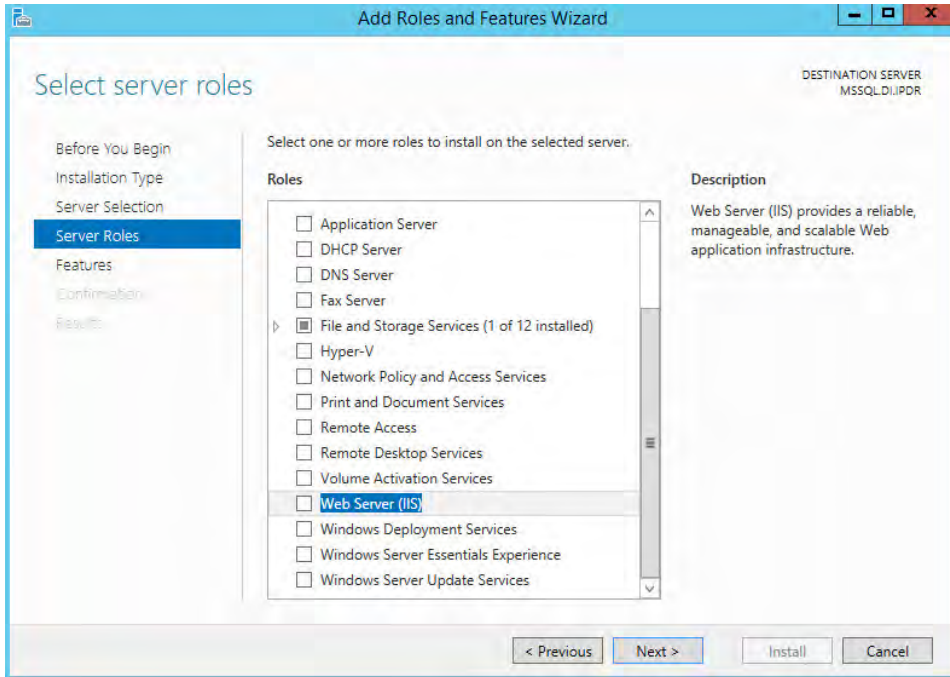 Add Roles and Features Wizard
Select server roles
DESTINATION SERVER
MSSQL.DI.IPDR
Before You Begin
Installation Type
Server Selection
Server Roles
Features
Confirmation
Results
Select one or more roles to install on the selected server.
Roles
Application Server
DHCP Server
DNS Server
Fax Server
File and Storage Services (1 of 12 installed)
Hyper-V
Network Policy and Access Services
Print and Document Services
Remote Access
Remote Desktop Services
Volume Activation Services
Web Server (IIS)
Windows Deployment Services
Windows Server Essentials Experience
Windows Server Update Services
Description
Web Server (IIS) provides a reliable,
manageable, and scalable Web
application infrastructure.
< Previous
Next >
Install
Cancel